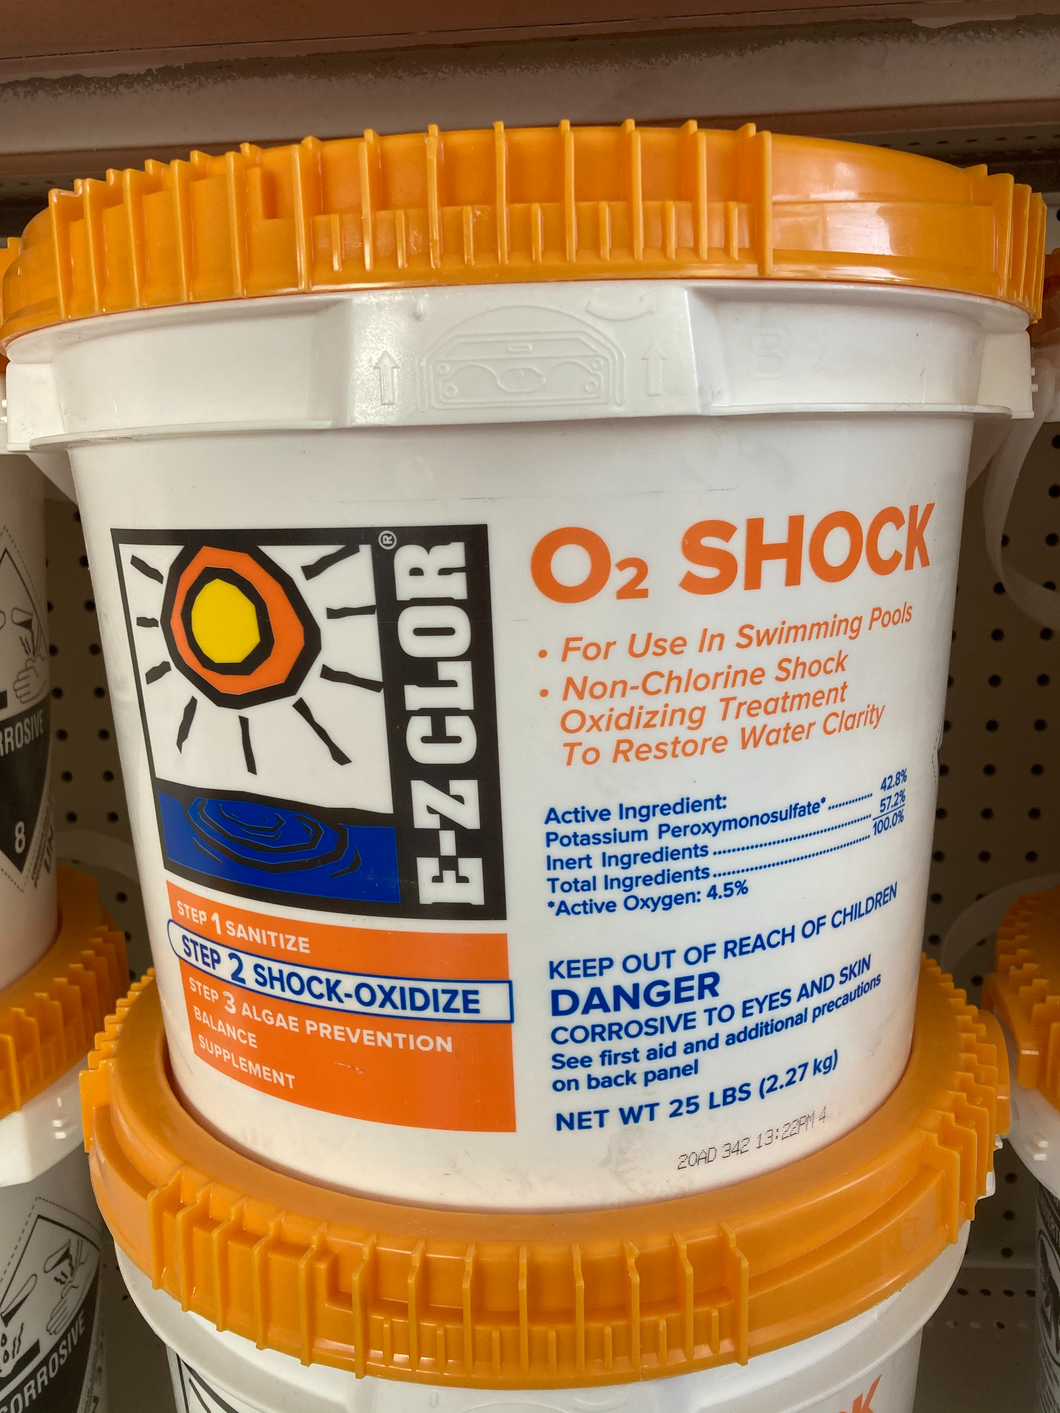 E-Z CLOR®
O2 SHOCK
• For Use In Swimming Pools
• Non-Chlorine Shock
Oxidizing Treatment
To Restore Water Clarity
Active Ingredient:
Potassium Peroxymonosulfate*............ 42.8%
Inert Ingredients........................ 57.2%
Total Ingredients........................ 100.0%
*Active Oxygen: 4.5%
STEP 1 SANITIZE
STEP 2 SHOCK-OXIDIZE
STEP 3 ALGAE PREVENTION
BALANCE
SUPPLEMENT
KEEP OUT OF REACH OF CHILDREN
DANGER
CORROSIVE TO EYES AND SKIN
See first aid and additional precautions
on back panel
NET WT 25 LBS (2.27 kg)
20AD 342 13:22PM 4
RROSIVE
8
CORROSIVE